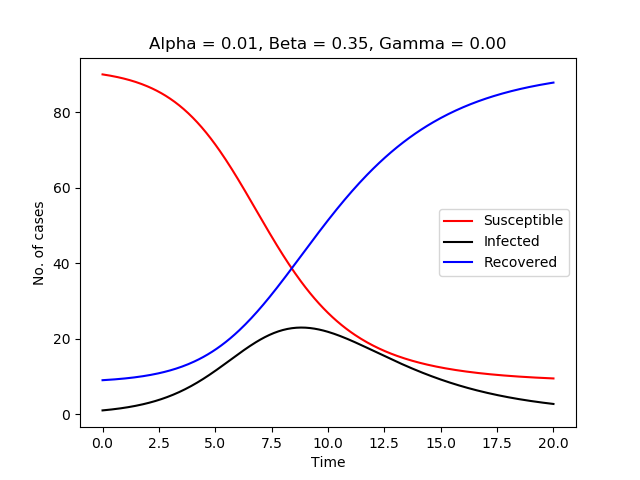 Alpha = 0.01, Beta = 0.35, Gamma = 0.00
No. of cases
80
60
40
20
0
Susceptible
Infected
Recovered
0.0 2.5 5.0 7.5 10.0 12.5 15.0 17.5 20.0
Time